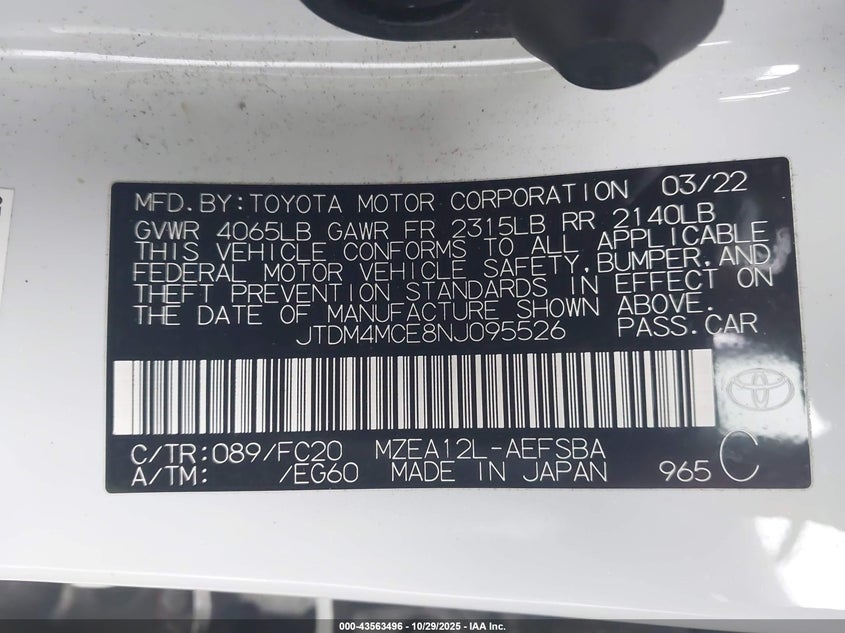 MFD.BY:TOYOTA MOTOR CORPORATION 03/22
GVWR 4065LB GAWR FR 2315LB RR 2140LB
THIS VEHICLE CONFORMS TO ALL APPLICABLE
FEDERAL MOTOR VEHICLE SAFETY,BUMPER,AND
THEFT PREVENTION STANDARDS IN EFFECT ON
THE DATE OF MANUFACTURE SHOWN ABOVE.
JTDM4MCE8NJ095526 PASS.CAR
C/TR:089/FC20 MZEA12L-AEFSBA
A/TM: /EG60 MADE IN JAPAN 965 C
000-43563496 - 10/29/2025 - IAA Inc.